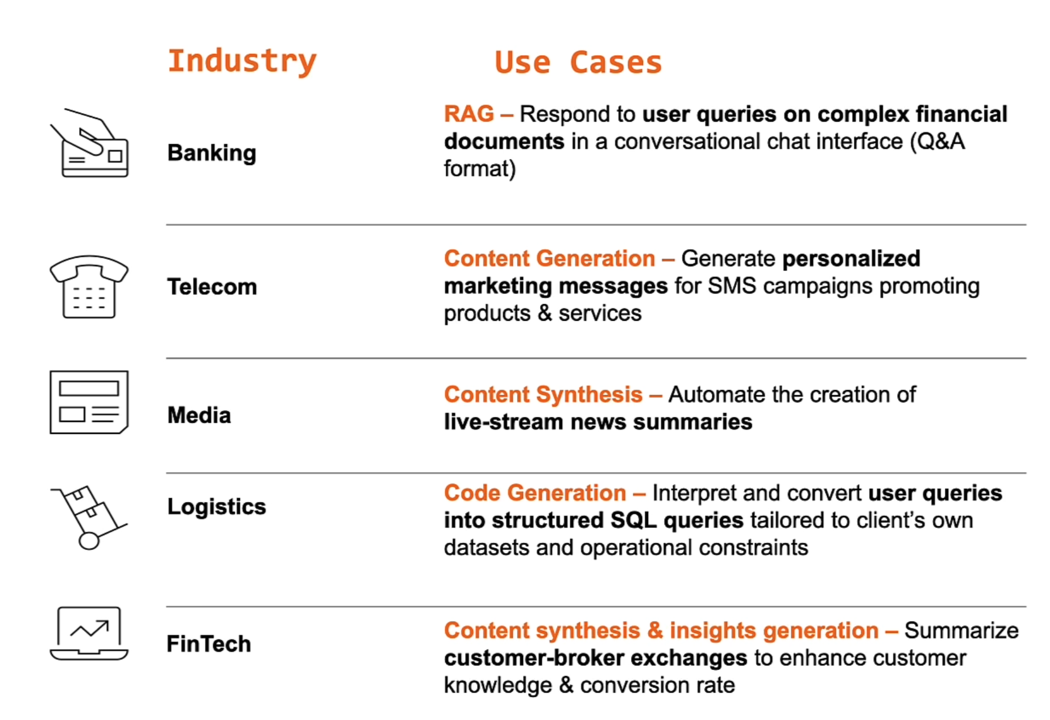 Industry Use Cases
Banking
RAG – Respond to user queries on complex financial
documents in a conversational chat interface (Q&A
format)
Telecom
Content Generation – Generate personalized
marketing messages for SMS campaigns promoting
products & services
Media
Content Synthesis – Automate the creation of
live-stream news summaries
Logistics
Code Generation – Interpret and convert user queries
into structured SQL queries tailored to client’s own
datasets and operational constraints
FinTech
Content synthesis & insights generation – Summarize
customer-broker exchanges to enhance customer
knowledge & conversion rate